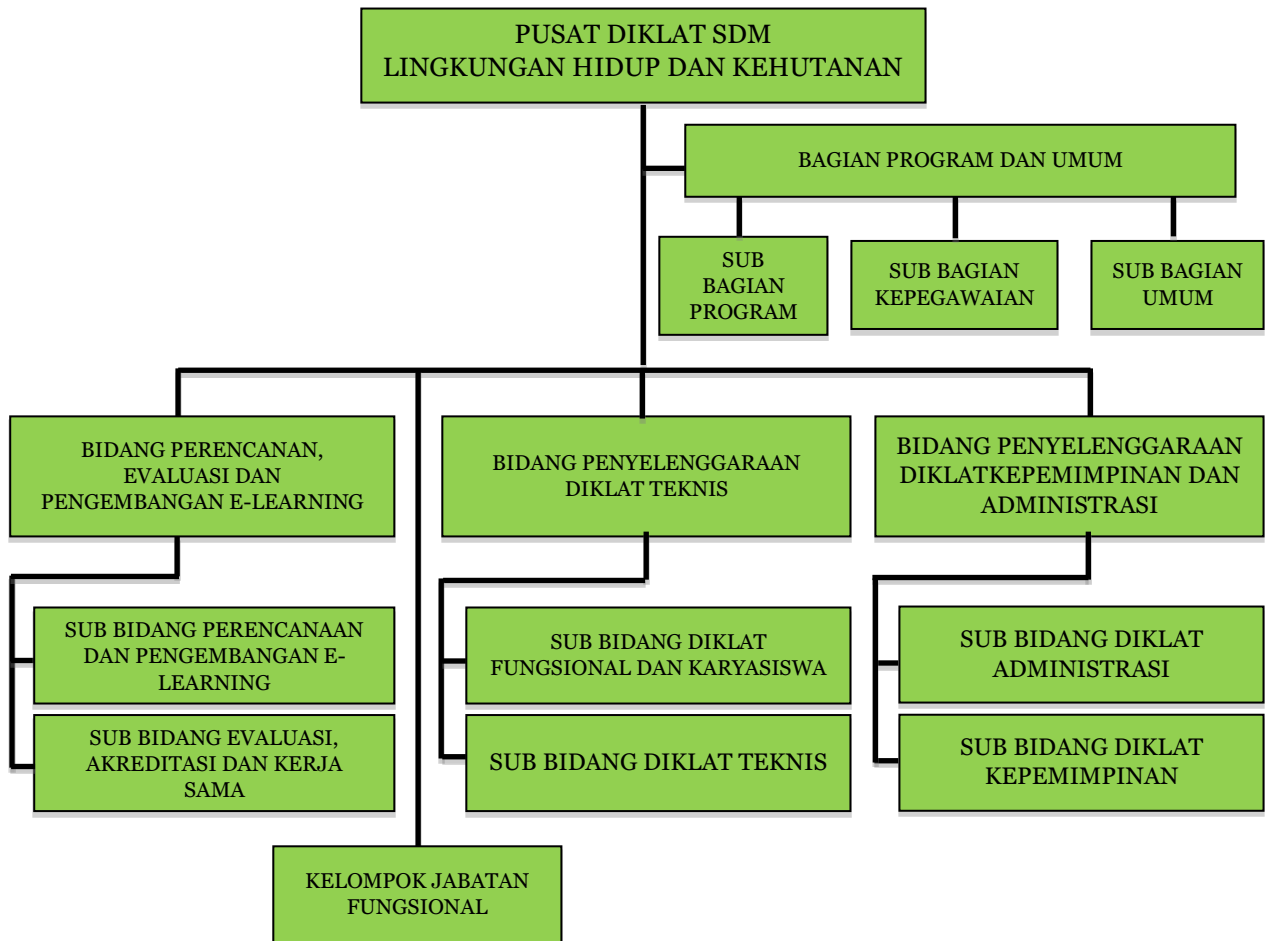 PUSAT DIKLAT SDM
LINGKUNGAN HIDUP DAN KEHUTANAN
BAGIAN PROGRAM DAN UMUM
SUB
BAGIAN
PROGRAM
SUB BAGIAN
KEPEGAWAIAN
SUB BAGIAN
UMUM
BIDANG PERENCANAN,
EVALUASI DAN
PENGEMBANGAN E-LEARNING
BIDANG PENYELENGGARAAN
DIKLAT TEKNIS
BIDANG PENYELENGGARAAN
DIKLATKEPEMIMPINAN DAN
ADMINISTRASI
SUB BIDANG PERENCANAAN
DAN PENGEMBANGAN E-
LEARNING
SUB BIDANG DIKLAT
FUNGSIONAL DAN KARYASISWA
SUB BIDANG DIKLAT
ADMINISTRASI
SUB BIDANG EVALUASI,
AKREDITASI DAN KERJA
SAMA
SUB BIDANG DIKLAT TEKNIS
SUB BIDANG DIKLAT
KEPEMIMPINAN
KELOMPOK JABATAN
FUNGSIONAL